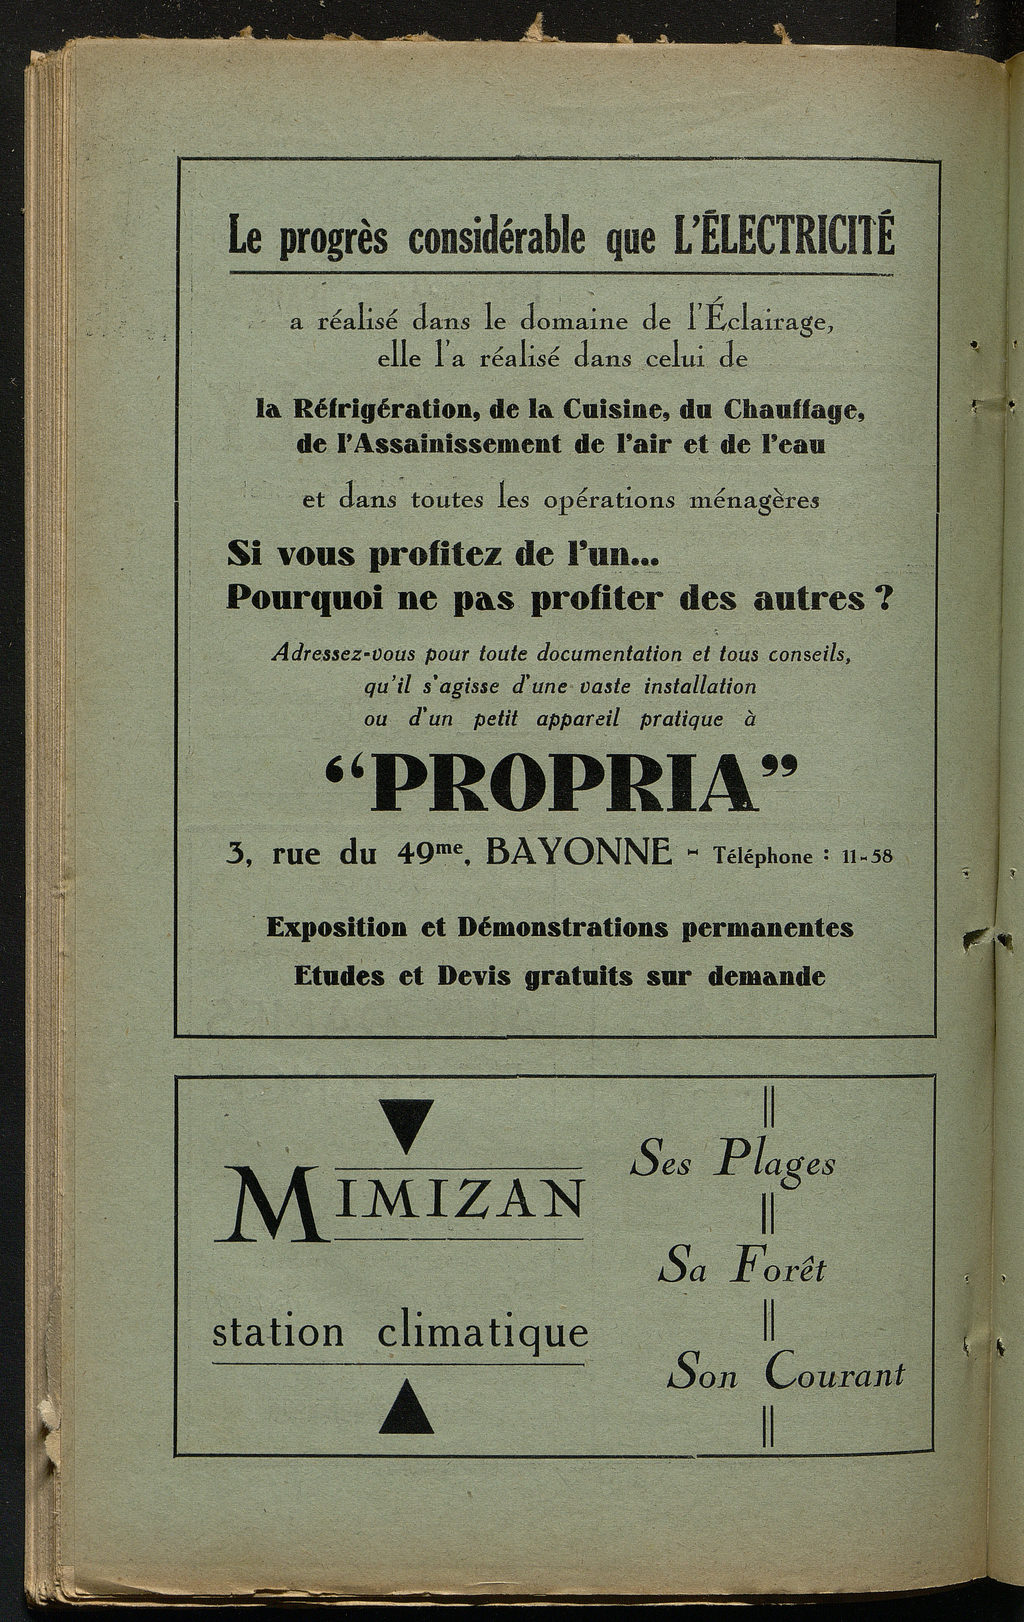 Le progrès considérable que L'ÉLECTRICITÉ
a réalisé dans le domaine de l'Éclairage,
elle l'a réalisé dans celui de
la Réfrigération, de la Cuisine, du Chauffage,
de l'Assainissement de l'air et de l'eau
et dans toutes les opérations ménagères
Si vous profitez de l'un...
Pourquoi ne pas profiter des autres ?
Adressez-vous pour toute documentation et tous conseils,
qu'il s'agisse d'une vaste installation
ou d'un petit appareil pratique à
“PROPRIA”
3, rue du 49me, BAYONNE - Téléphone : 11-58
Exposition et Démonstrations permanentes
Etudes et Devis gratuits sur demande
MIMIZAN
station climatique
Ses Plages
Sa Forêt
Son Courant